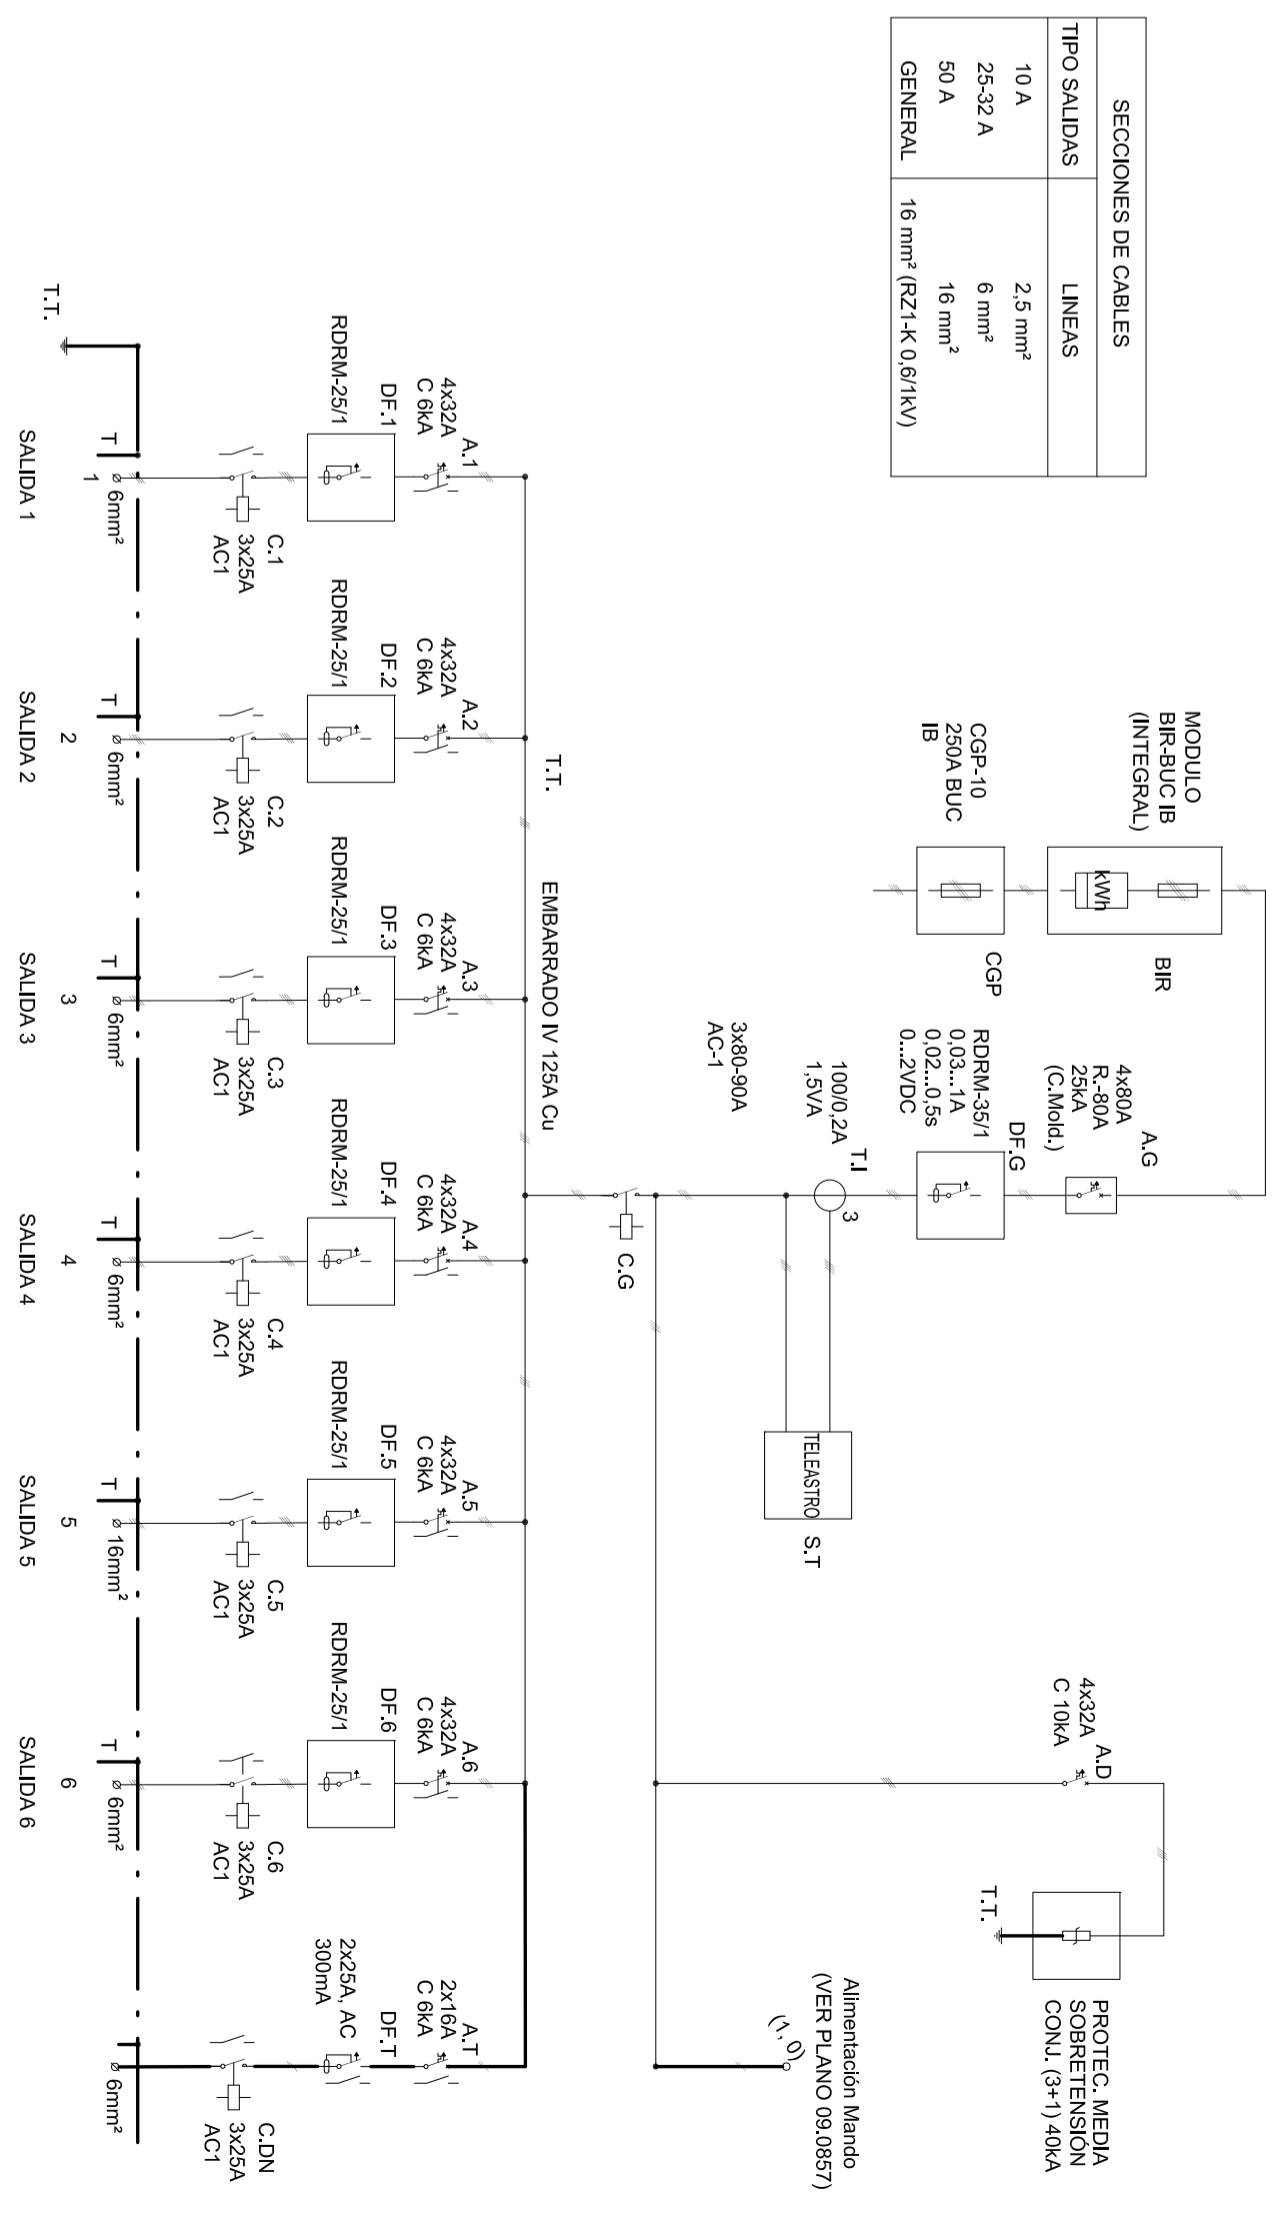 SECCIONES DE CABLES
TIPO SALIDAS
LINEAS
10 A
2,5 mm²
25-32 A
6 mm²
50 A
16 mm²
GENERAL
16 mm² (RZ1-K 0,6/1kV)
MODULO
BIR-BUC IB
(INTEGRAL)
kWh
BIR
CGP-10
250A BUC
IB
CGP
A.G
4x80A
R.-80A
25kA
(C.Mold.)
DF.G
RDRM-35/1
0,03...1A
0,02...0,5s
0...2VDC
T.I
100/0,2A
1,5VA
3
TELEASTRO
S.T
3x80-90A
AC-1
C.G
A.D
4x32A
C 10kA
T.T.
PROTEC. MEDIA
SOBRETENSIÓN
CONJ. (3+1) 40kA
Alimentación Mando
(VER PLANO 09.0857)
(1, 0)
T.T.
EMBARRADO IV 125A Cu
A.1
4x32A
C 6kA
DF.1
RDRM-25/1
C.1
3x25A
AC1
T
6mm²
1
SALIDA 1
A.2
4x32A
C 6kA
DF.2
RDRM-25/1
C.2
3x25A
AC1
T
6mm²
2
SALIDA 2
A.3
4x32A
C 6kA
DF.3
RDRM-25/1
C.3
3x25A
AC1
T
6mm²
3
SALIDA 3
A.4
4x32A
C 6kA
DF.4
RDRM-25/1
C.4
3x25A
AC1
T
6mm²
4
SALIDA 4
A.5
4x32A
C 6kA
DF.5
RDRM-25/1
C.5
3x25A
AC1
T
16mm²
5
SALIDA 5
A.6
4x32A
C 6kA
DF.6
RDRM-25/1
C.6
3x25A
AC1
T
6mm²
6
SALIDA 6
A.T
2x16A
C 6kA
DF.T
2x25A, AC
300mA
C.DN
3x25A
AC1
6mm²
T.T.